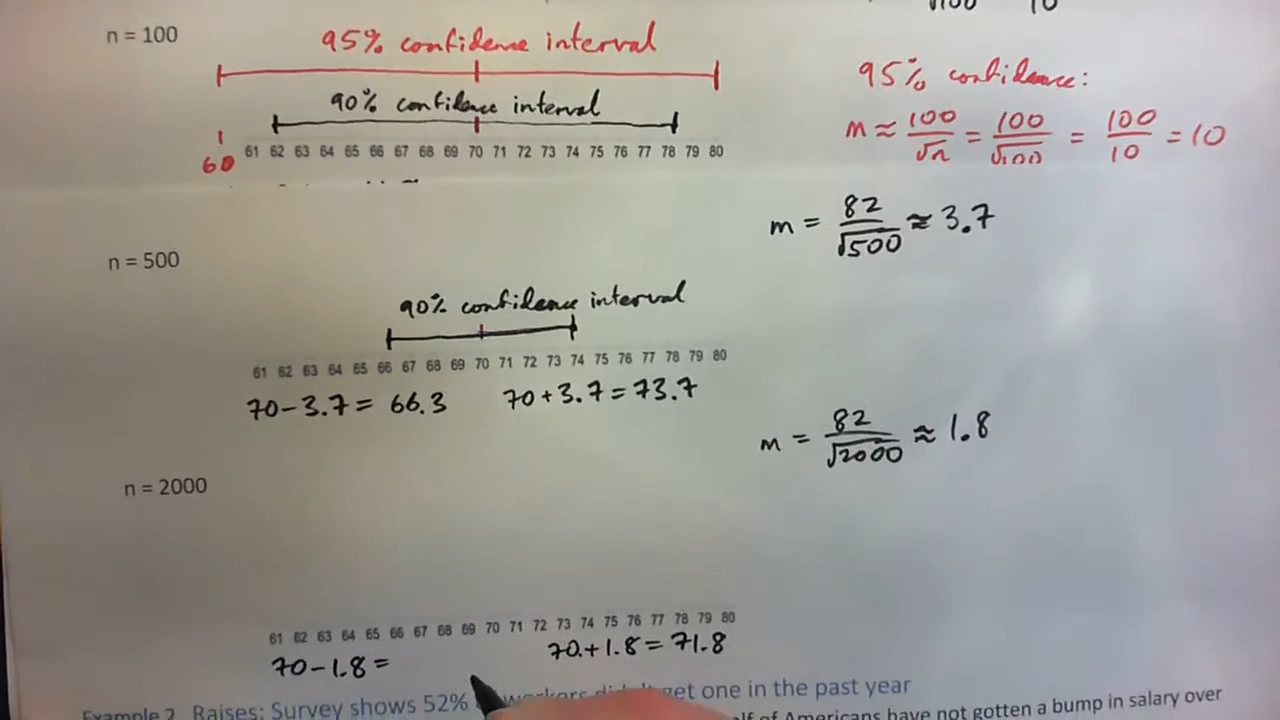 √100 10
n = 100
95% confidence interval
90% confidence interval
60 61 62 63 64 65 66 67 68 69 70 71 72 73 74 75 76 77 78 79 80
95% confidence:
m ≈ 100/√n = 100/√100 = 100/10 = 10
m = 82/√500 ≈ 3.7
n = 500
90% confidence interval
61 62 63 64 65 66 67 68 69 70 71 72 73 74 75 76 77 78 79 80
70-3.7 = 66.3 70+3.7=73.7
m = 82/√2000 ≈ 1.8
n = 2000
61 62 63 64 65 66 67 68 69 70 71 72 73 74 75 76 77 78 79 80
70-1.8= 70+1.8=71.8
Example 2 Raises: Survey shows 52% workers get one in the past year
of Americans have not gotten a bump in salary over